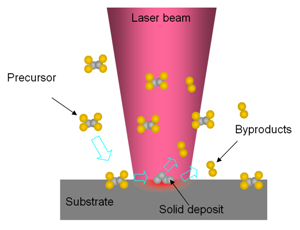 Laser beam
Precursor
Byproducts
Substrate
Solid deposit